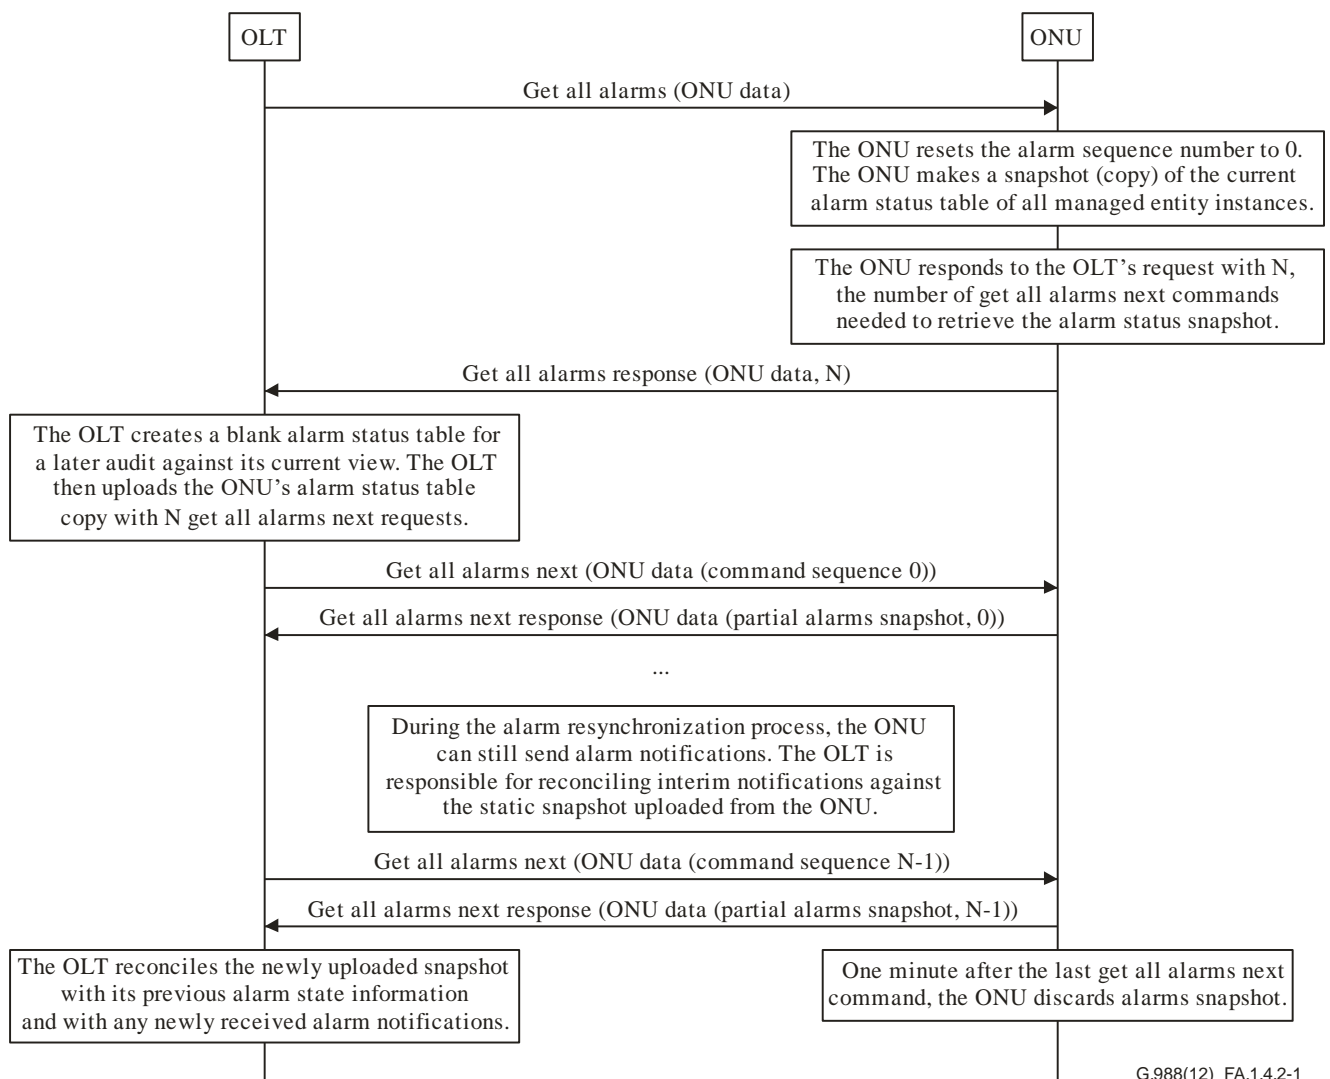 OLT
ONU
Get all alarms (ONU data)
The ONU resets the alarm sequence number to 0.
The ONU makes a snapshot (copy) of the current
alarm status table of all managed entity instances.
The ONU responds to the OLT’s request with N,
the number of get all alarms next commands
needed to retrieve the alarm status snapshot.
Get all alarms response (ONU data, N)
The OLT creates a blank alarm status table for
a later audit against its current view. The OLT
then uploads the ONU’s alarm status table
copy with N get all alarms next requests.
Get all alarms next (ONU data (command sequence 0))
Get all alarms next response (ONU data (partial alarms snapshot, 0))
...
During the alarm resynchronization process, the ONU
can still send alarm notifications. The OLT is
responsible for reconciling interim notifications against
the static snapshot uploaded from the ONU.
Get all alarms next (ONU data (command sequence N-1))
Get all alarms next response (ONU data (partial alarms snapshot, N-1))
The OLT reconciles the newly uploaded snapshot
with its previous alarm state information
and with any newly received alarm notifications.
One minute after the last get all alarms next
command, the ONU discards alarms snapshot.
G.988(12)_FA.1.4.2-1